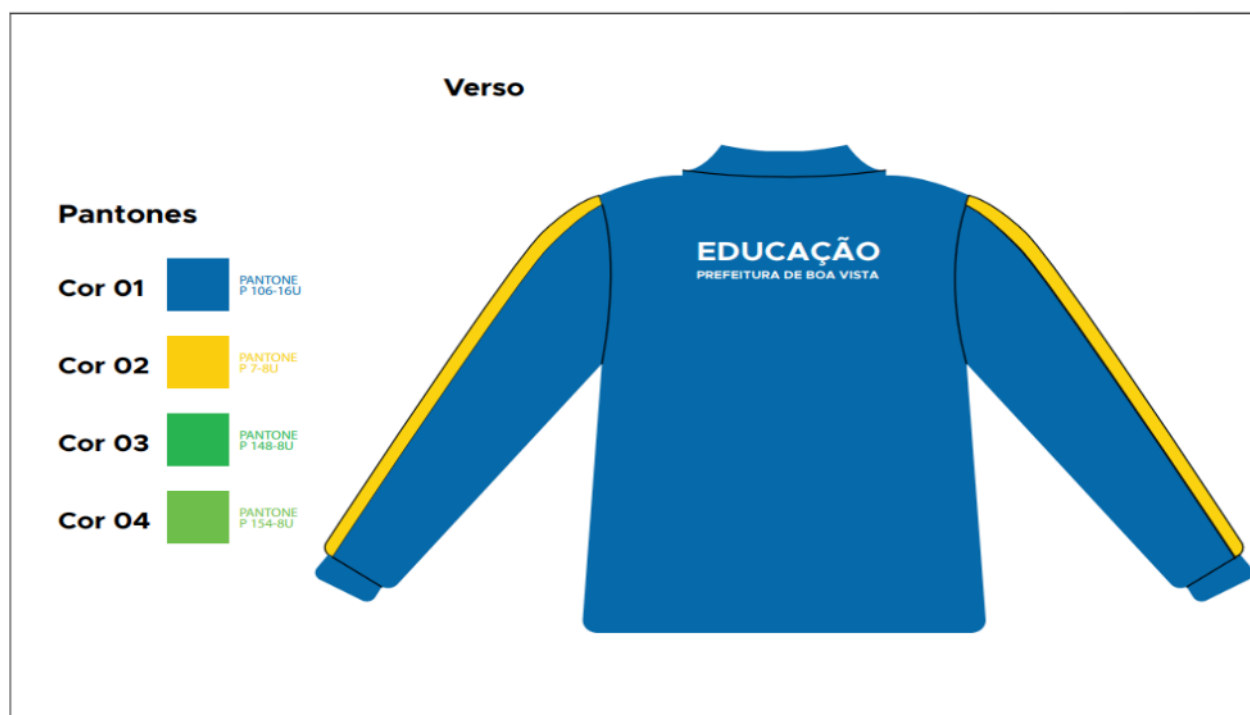 Verso
Pantones
Cor 01
PANTONE
P 106-16U
Cor 02
PANTONE
P 7-8U
Cor 03
PANTONE
P 148-8U
Cor 04
PANTONE
P 154-8U
EDUCAÇÃO
PREFEITURA DE BOA VISTA